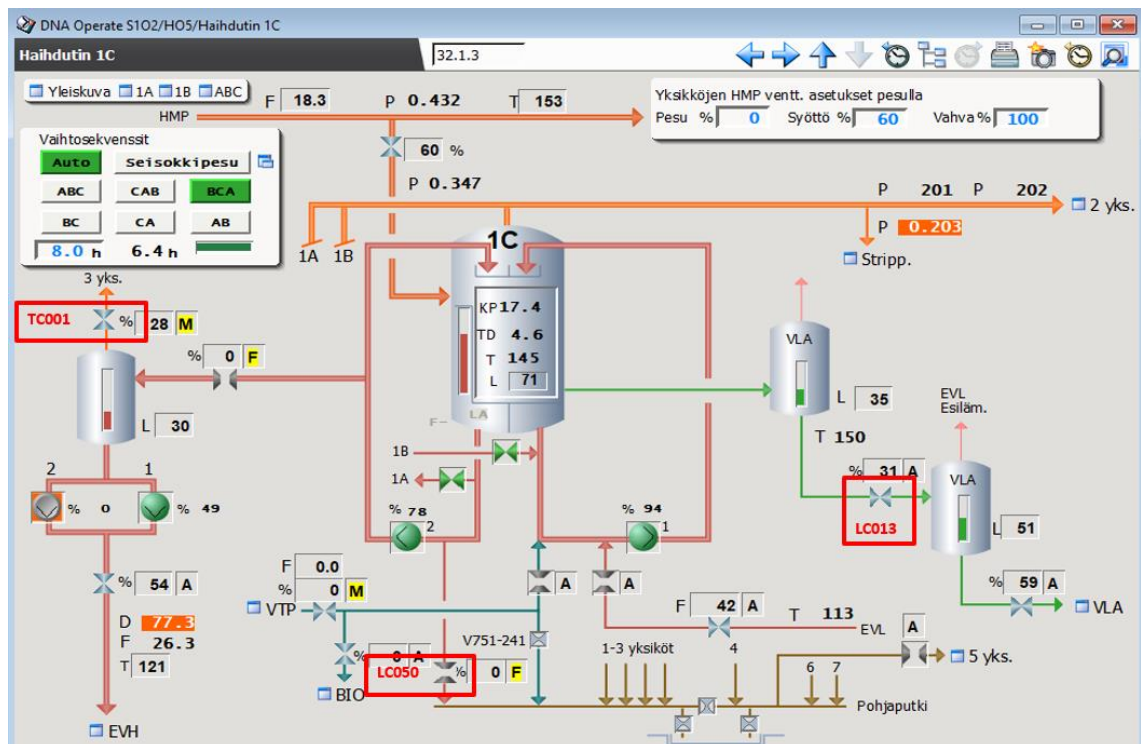 DNA Operate S1O2/HO5/Haihdutin 1C
Haihdutin 1C
32.1.3
Yleiskuva 1A 1B ABC
F 18.3 P 0.432 T 153
HMP
60 %
P 0.347
Yksikköjen HMP ventt. asetukset pesulla
Pesu % 0 Syöttö % 60 Vahva % 100
Vaihtosekvenssit
Auto Seisokkipesu
ABC CAB BCA
BC CA AB
8.0 h 6.4 h
P 201 P 202
2 yks.
P 0.203
Stripp.
1A 1B
1C
KP 17.4
TD 4.6
T 145
L 71
F- LA
3 yks.
TC001 % 28 M
% 0 F
L 30
VLA
L 35
EVL
Esiläm.
T 150
% 31 A
LC013
VLA
L 51
% 59 A
VLA
1B
1A
2 1
% 0 % 49
% 78
2
% 94
1
% 54 A
D 77.3
F 26.3
T 121
EVH
F 0.0
% 0 M
VTP
A A
F 42 A
T 113
EVL
A
V751-241
% 0 A
BIO
LC050 % 0 F
1-3 yksiköt 4
6 7
5 yks.
Pohjaputki